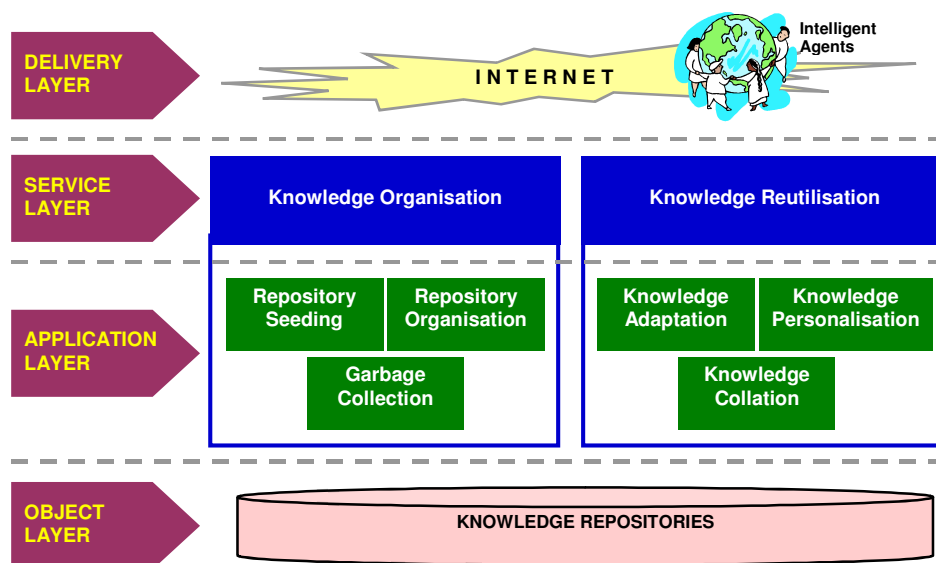 DELIVERY
LAYER
INTERNET
Intelligent
Agents
SERVICE
LAYER
Knowledge Organisation
Knowledge Reutilisation
APPLICATION
LAYER
Repository
Seeding
Repository
Organisation
Garbage
Collection
Knowledge
Adaptation
Knowledge
Personalisation
Knowledge
Collation
OBJECT
LAYER
KNOWLEDGE REPOSITORIES